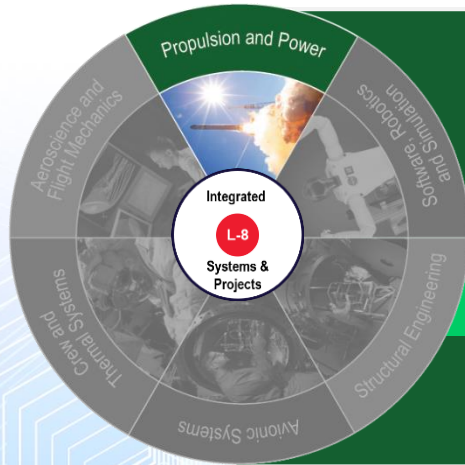 Propulsion and Power
Software, Robotics
and Simulation
Structural Engineering
Avionic Systems
Crew and
Thermal Systems
Aeroscience and
Flight Mechanics
Integrated
L-8
Systems &
Projects